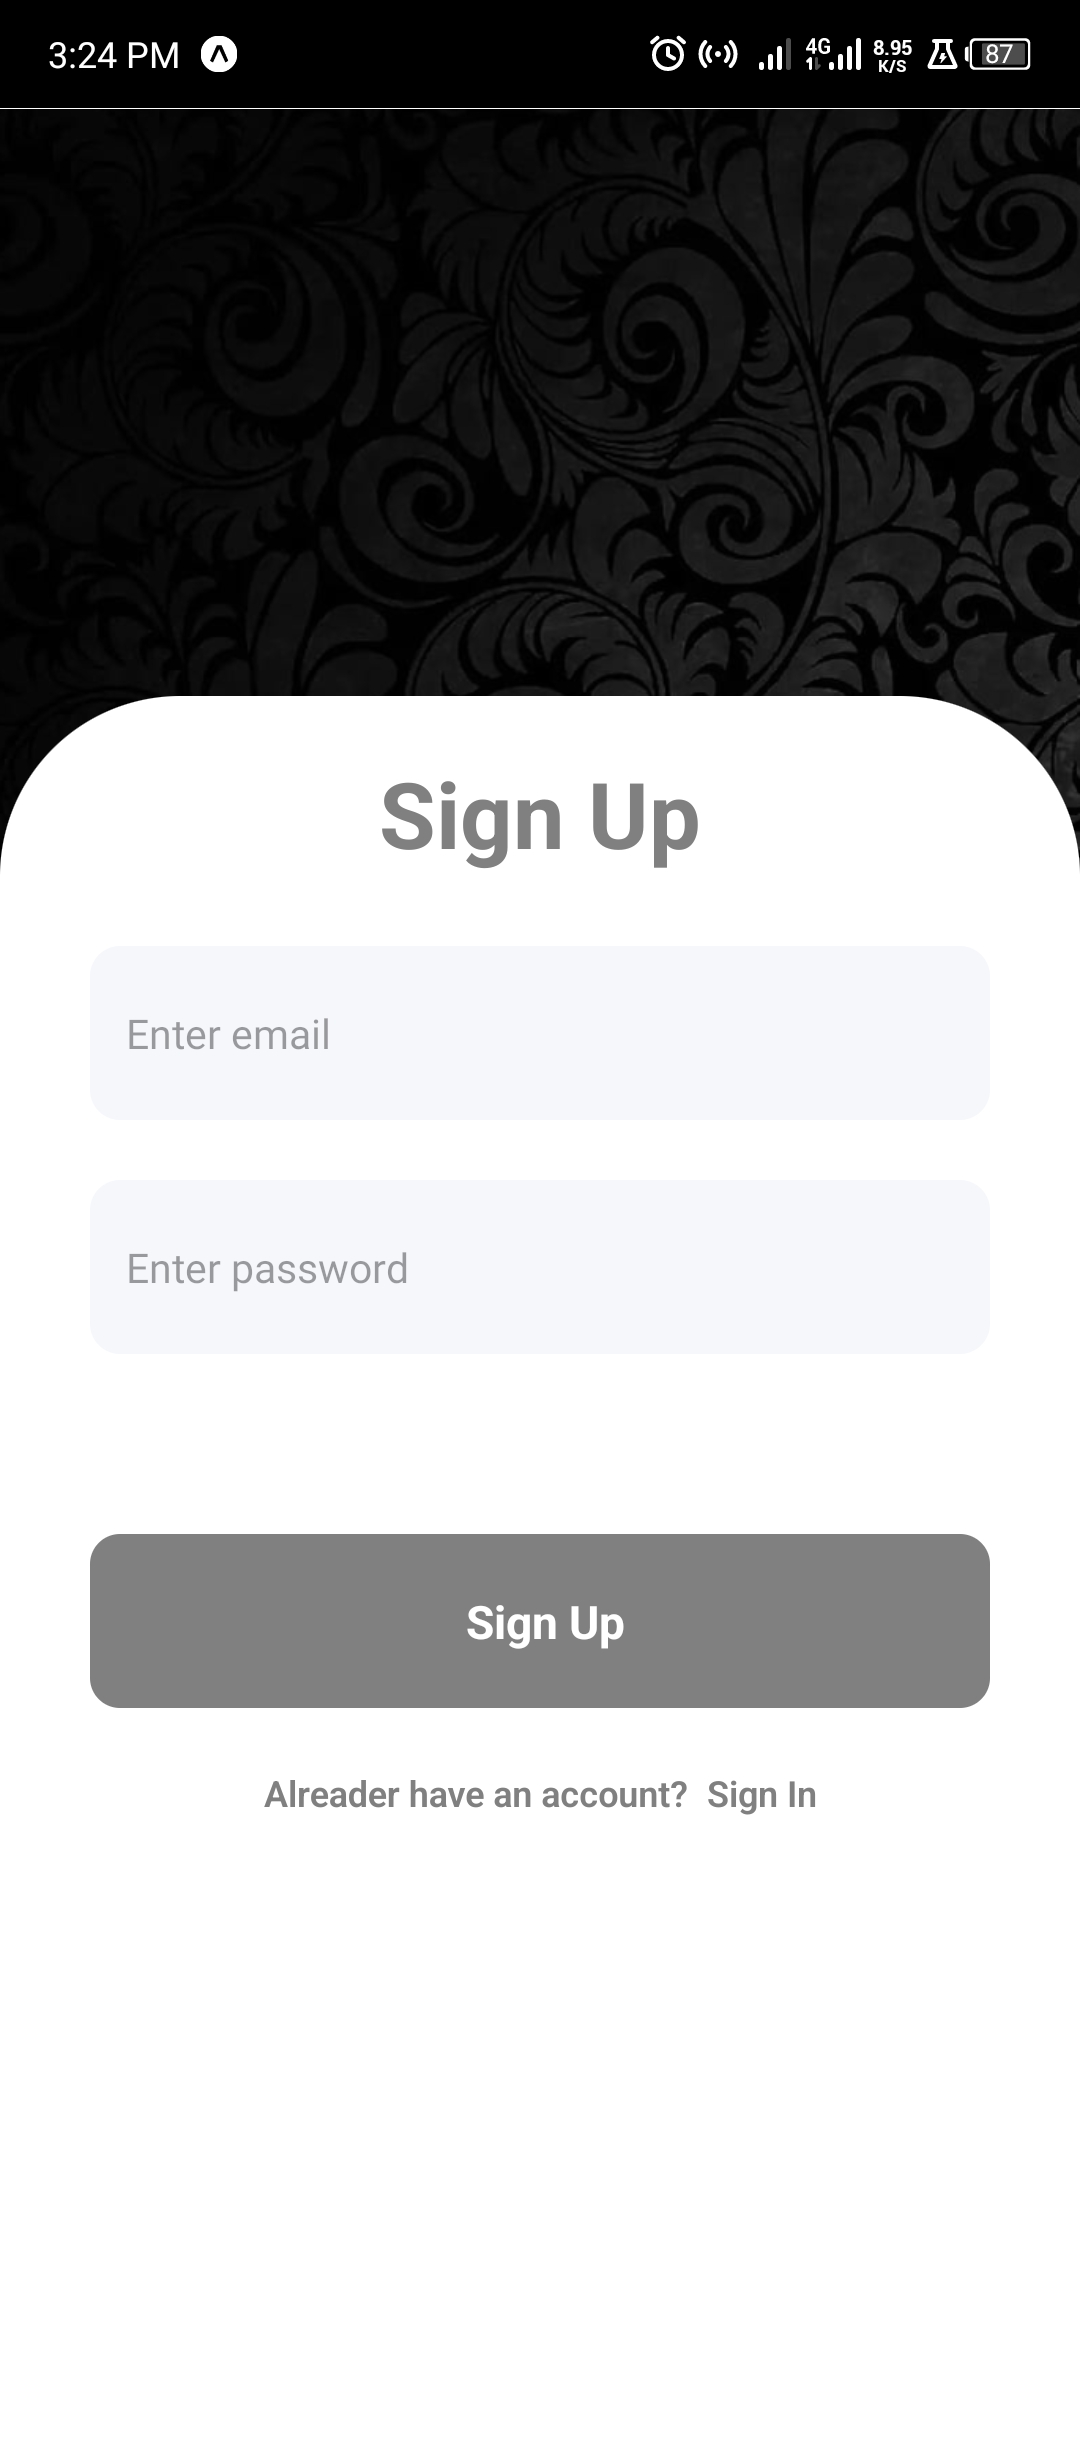 3:24 PM 4G 8.95 K/S 87
Sign Up
Enter email
Enter password
Sign Up
Alreader have an account? Sign In